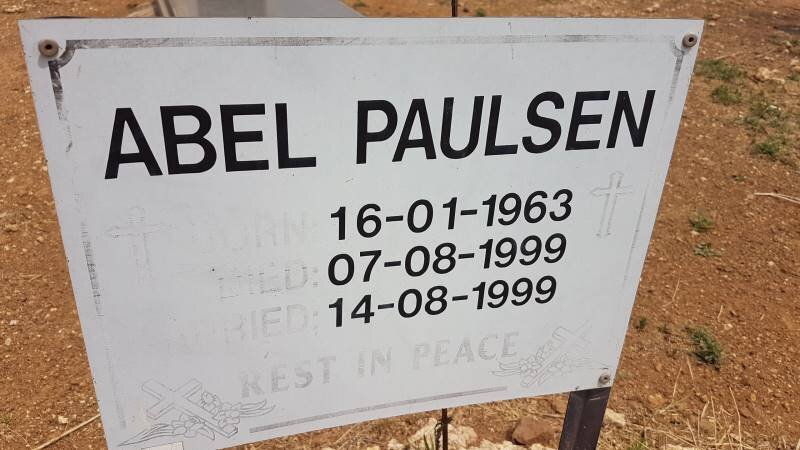 ABEL PAULSEN
BORN: 16-01-1963
DIED: 07-08-1999
BURIED: 14-08-1999
REST IN PEACE